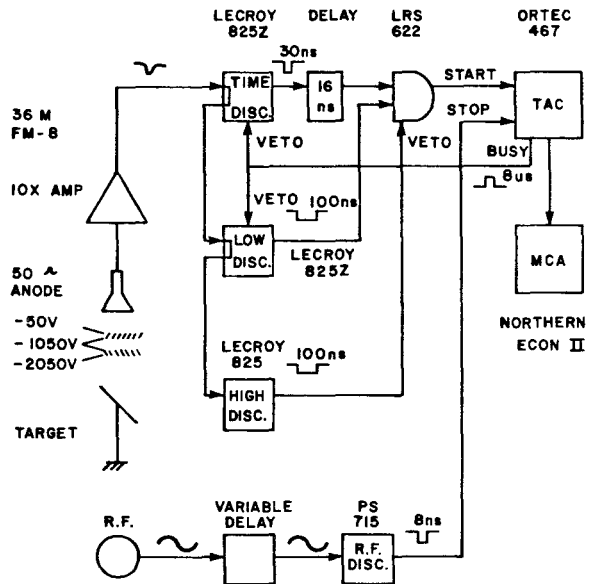 LECROY
825Z
DELAY
LRS
622
ORTEC
467
30ns
TIME
DISC.
16
ns
START
STOP
TAC
36 M
FM-8
VETO
VETO
BUSY
8us
10X AMP
VETO
100ns
LOW
DISC.
LECROY
825Z
MCA
50 ~
ANODE
-50V
-1050V
-2050V
LECROY
825
100ns
HIGH
DISC.
NORTHERN
ECON II
TARGET
R.F.
VARIABLE
DELAY
PS
715
R.F.
DISC.
8ns